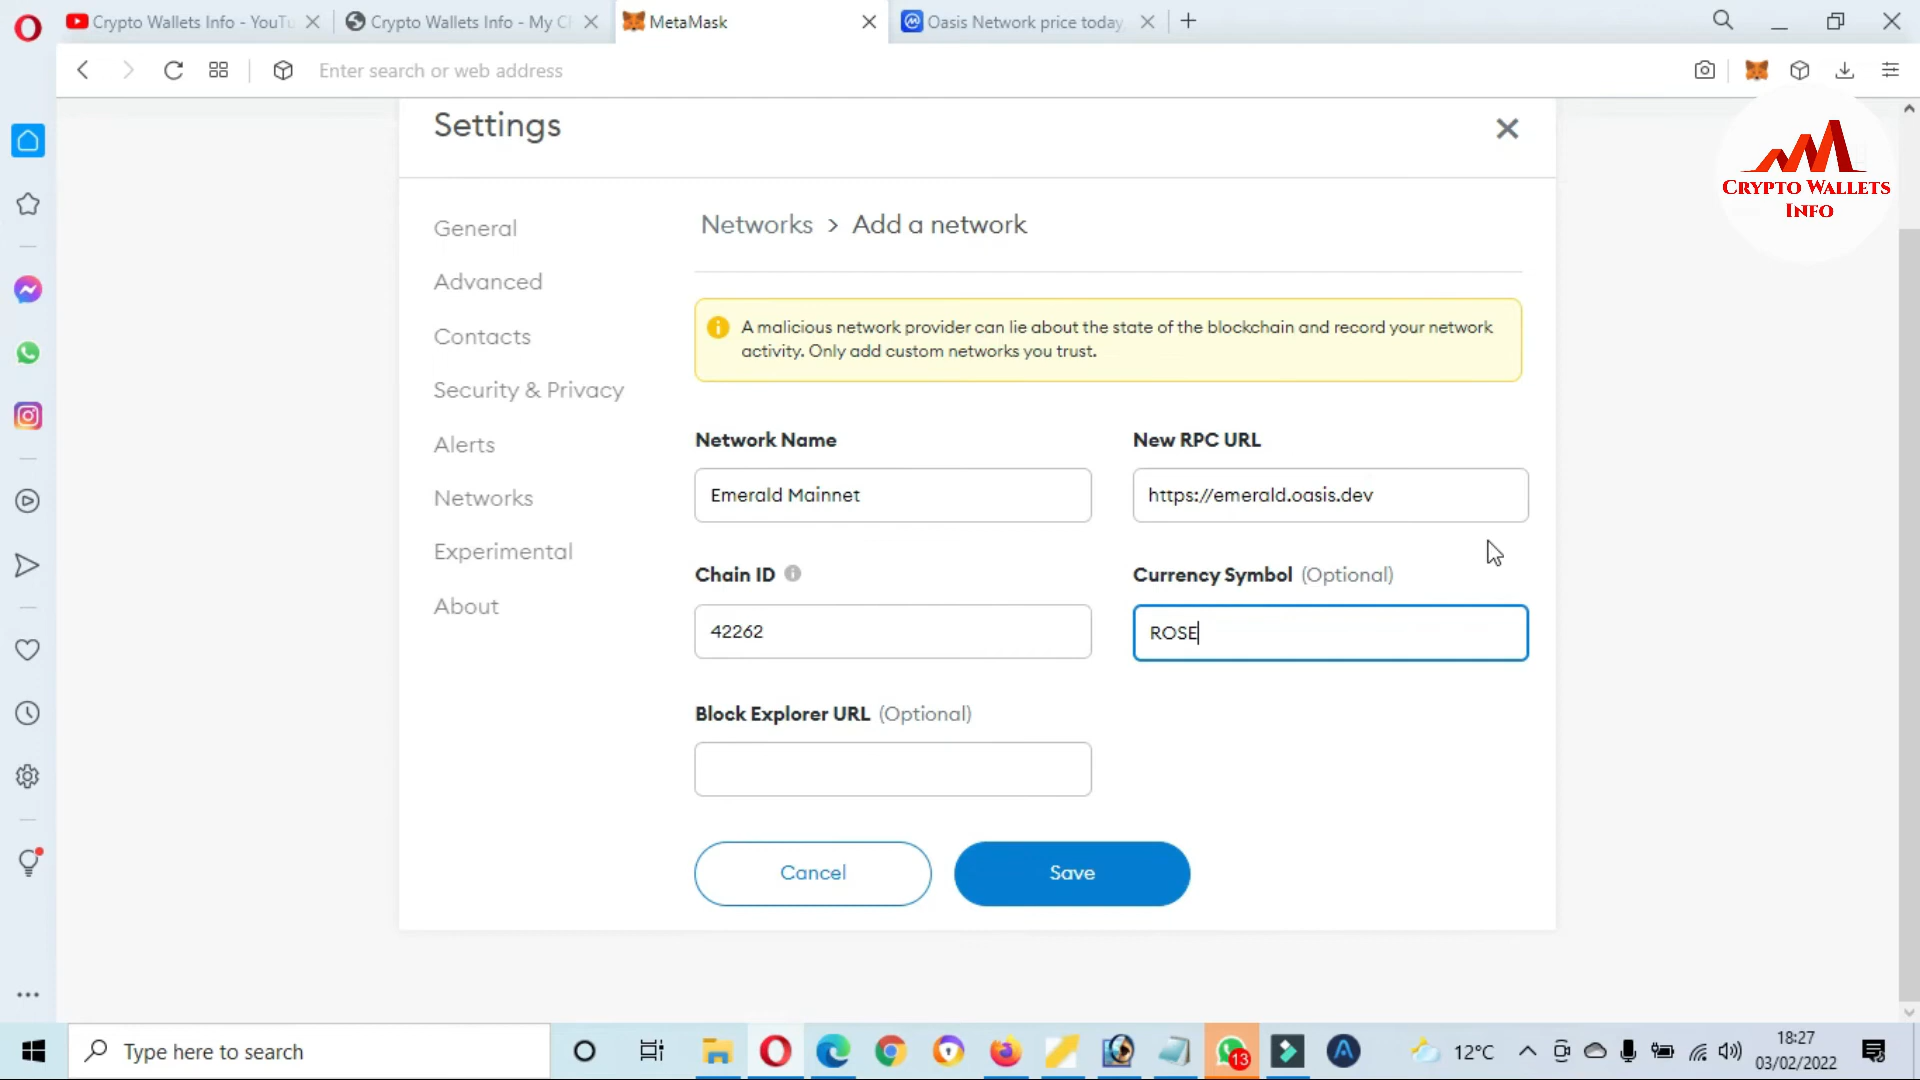 Crypto Wallets Info - YouTu
Crypto Wallets Info - My C
MetaMask
Oasis Network price today,
Enter search or web address
CRYPTO WALLETS
INFO
Settings
General
Advanced
Contacts
Security & Privacy
Alerts
Networks
Experimental
About
Networks > Add a network
A malicious network provider can lie about the state of the blockchain and record your network
activity. Only add custom networks you trust.
Network Name
New RPC URL
Emerald Mainnet
https://emerald.oasis.dev
Chain ID
Currency Symbol (Optional)
42262
ROSE
Block Explorer URL (Optional)
Cancel
Save
Type here to search
13
12°C
18:27
03/02/2022